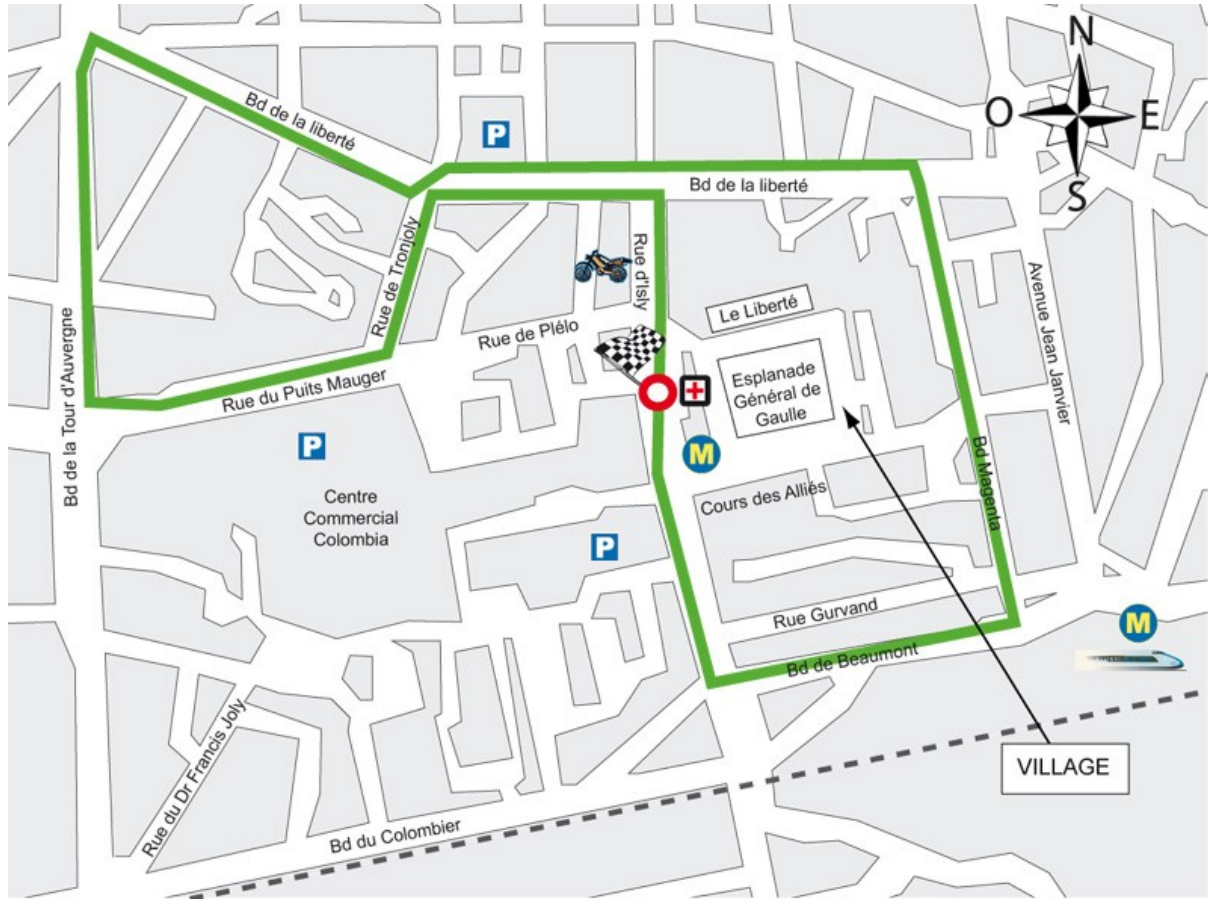 N
O
E
S
Bd de la liberté
P
Bd de la liberté
Rue de Tronjoly
Rue d'Isly
Avenue Jean Janvier
Le Liberté
Bd de la Tour d'Auvergne
Rue de Plélo
Rue du Puits Mauger
Esplanade
Général de
Gaulle
P
M
Bd Magenta
Centre
Commercial
Colombia
Cours des Alliés
P
Rue Gurvand
M
Bd de Beaumont
Rue du Dr Francis Joly
VILLAGE
Bd du Colombier